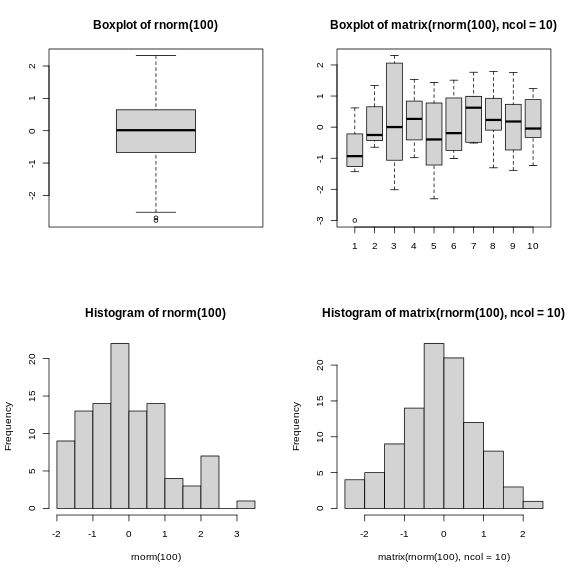 Boxplot of rnorm(100)
2
1
0
-1
-2
Boxplot of matrix(rnorm(100), ncol = 10)
2
1
0
-1
-2
-3
1 2 3 4 5 6 7 8 9 10
Histogram of rnorm(100)
Frequency
20
15
10
5
0
-2 -1 0 1 2 3
rnorm(100)
Histogram of matrix(rnorm(100), ncol = 10)
Frequency
20
15
10
5
0
-2 -1 0 1 2
matrix(rnorm(100), ncol = 10)